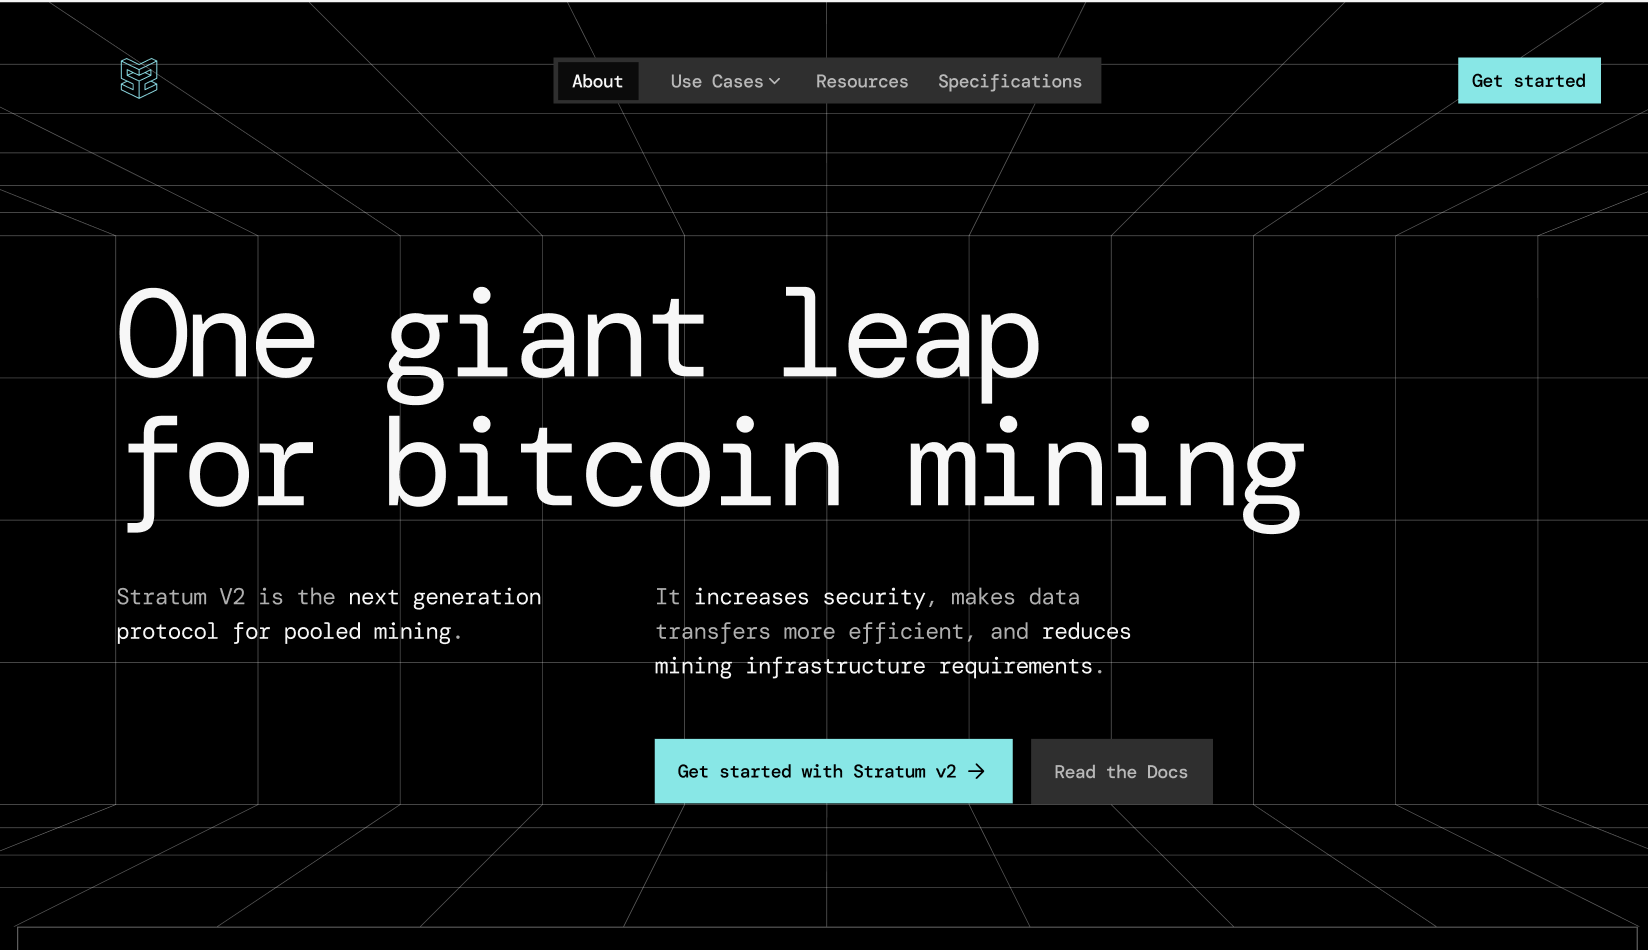 About Use Cases Resources Specifications Get started
One giant leap
for bitcoin mining
Stratum V2 is the next generation
protocol for pooled mining.
It increases security, makes data
transfers more efficient, and reduces
mining infrastructure requirements.
Get started with Stratum v2 → Read the Docs